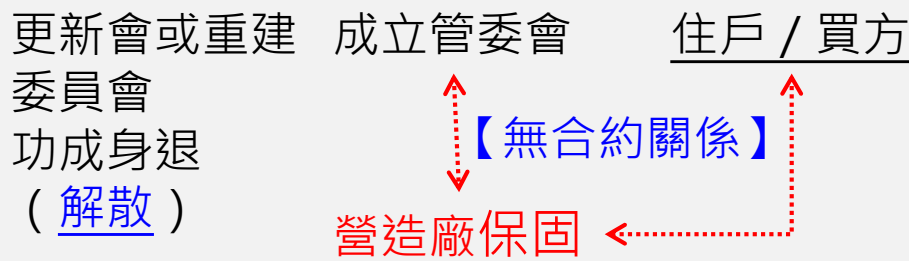 更新會或重建
委員會
功成身退
(解散)
成立管委會
住戶/買方
【無合約關係】
營造廠保固